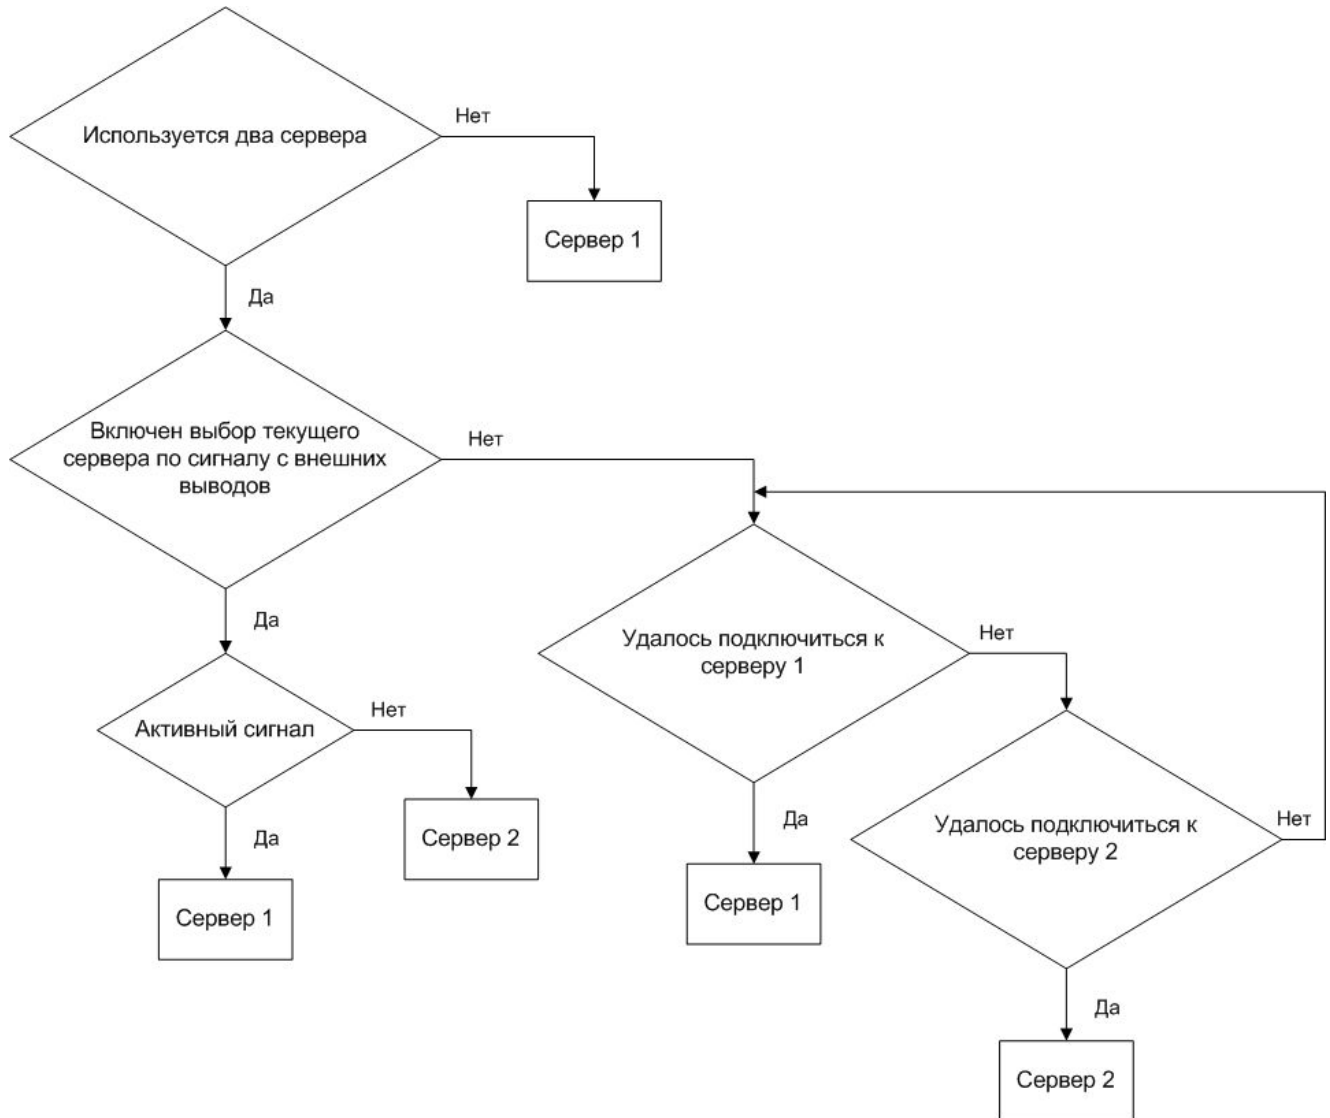 Используется два сервера
Нет
Сервер 1
Да
Включен выбор текущего
сервера по сигналу с внешних
выводов
Нет
Да
Удалось подключиться к
серверу 1
Нет
Активный сигнал
Нет
Да
Сервер 1
Сервер 2
Да
Сервер 1
Удалось подключиться к
серверу 2
Нет
Да
Сервер 2